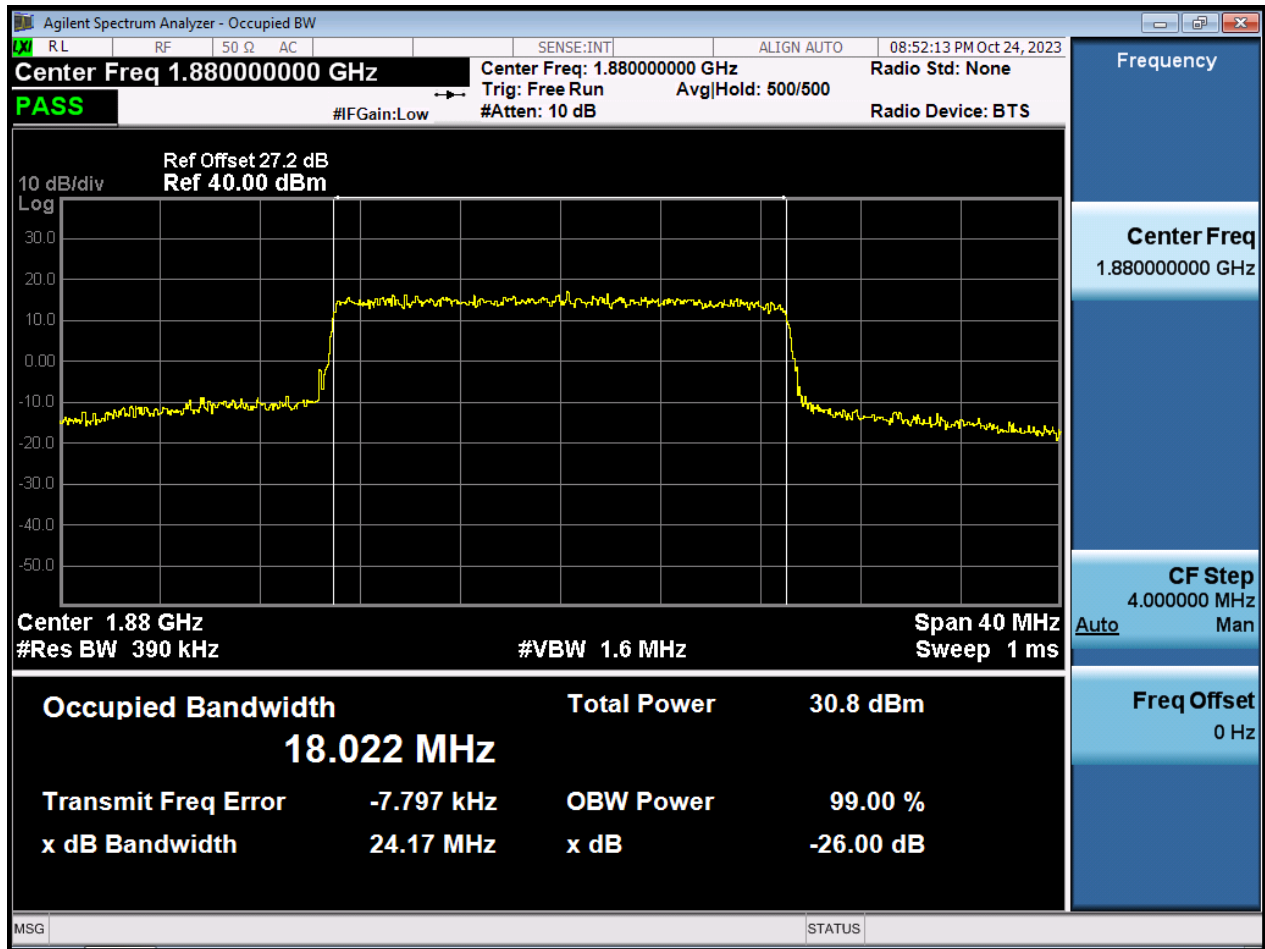 Agilent Spectrum Analyzer - Occupied BW
LXI RL RF 50 Ω AC SENSE:INT ALIGN AUTO 08:52:13 PM Oct 24, 2023
Center Freq 1.880000000 GHz
Center Freq: 1.880000000 GHz Radio Std: None
Trig: Free Run Avg|Hold: 500/500
PASS
#IFGain:Low #Atten: 10 dB Radio Device: BTS
Ref Offset 27.2 dB
10 dB/div Ref 40.00 dBm
Log
30.0
20.0
10.0
0.00
-10.0
-20.0
-30.0
-40.0
-50.0
Center 1.88 GHz Span 40 MHz
#Res BW 390 kHz #VBW 1.6 MHz Sweep 1 ms
Occupied Bandwidth Total Power 30.8 dBm
18.022 MHz
Transmit Freq Error -7.797 kHz OBW Power 99.00 %
x dB Bandwidth 24.17 MHz x dB -26.00 dB
MSG STATUS
Frequency
Center Freq
1.880000000 GHz
CF Step
4.000000 MHz
Auto Man
Freq Offset
0 Hz